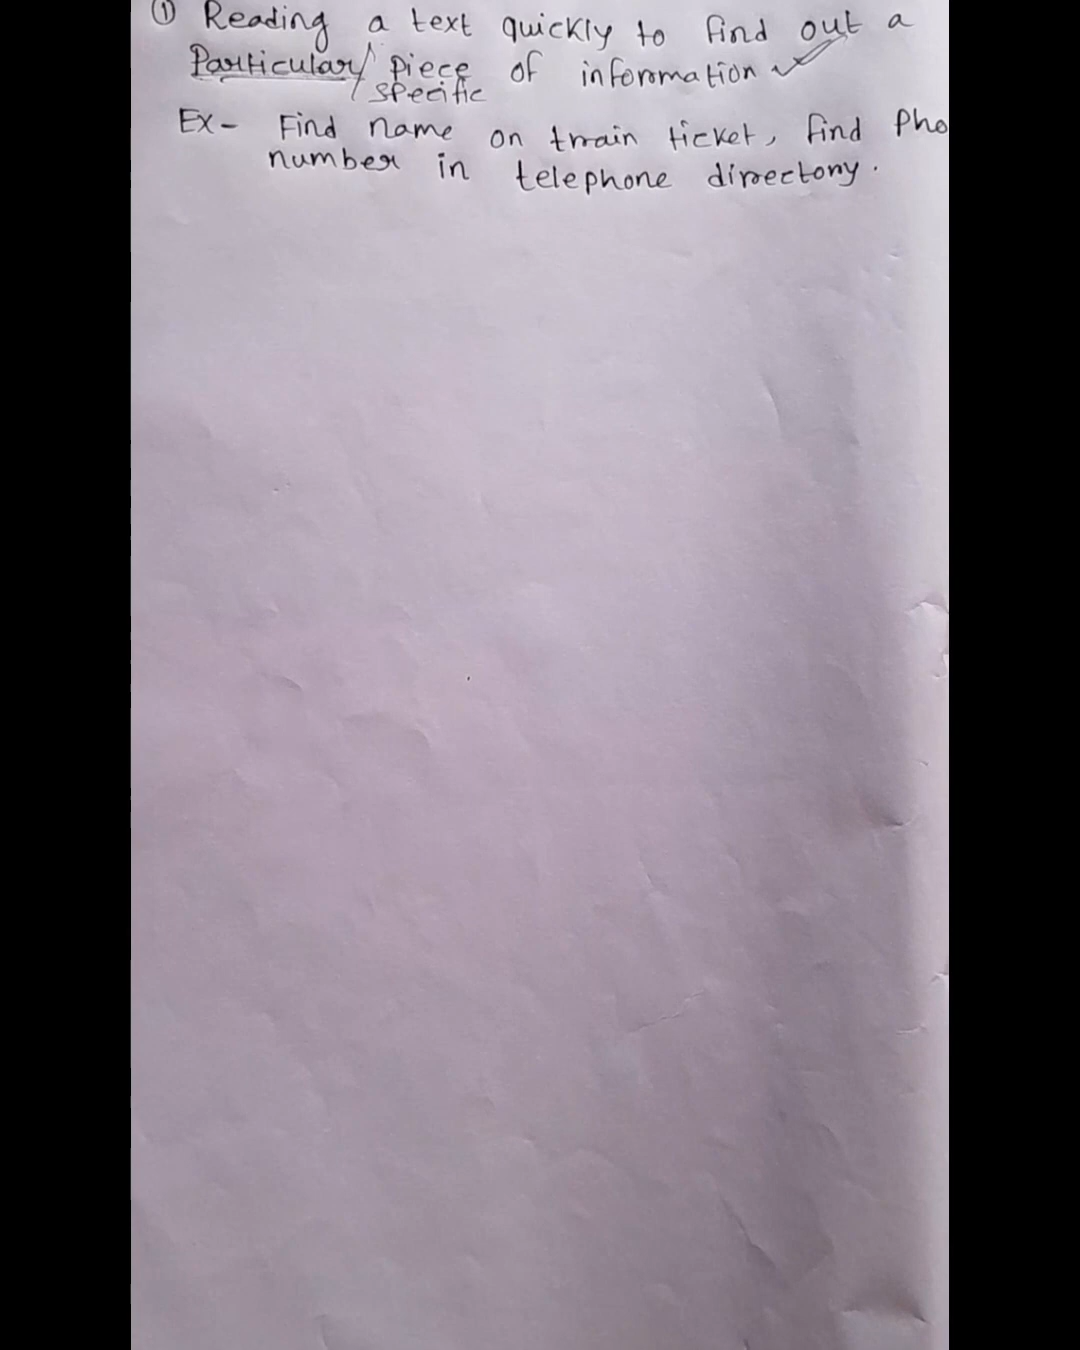 ① Reading a text quickly to find out a
Particular/ piece of information ✓
specific
Ex- Find name on train ticket, find Pho
number in telephone directory.